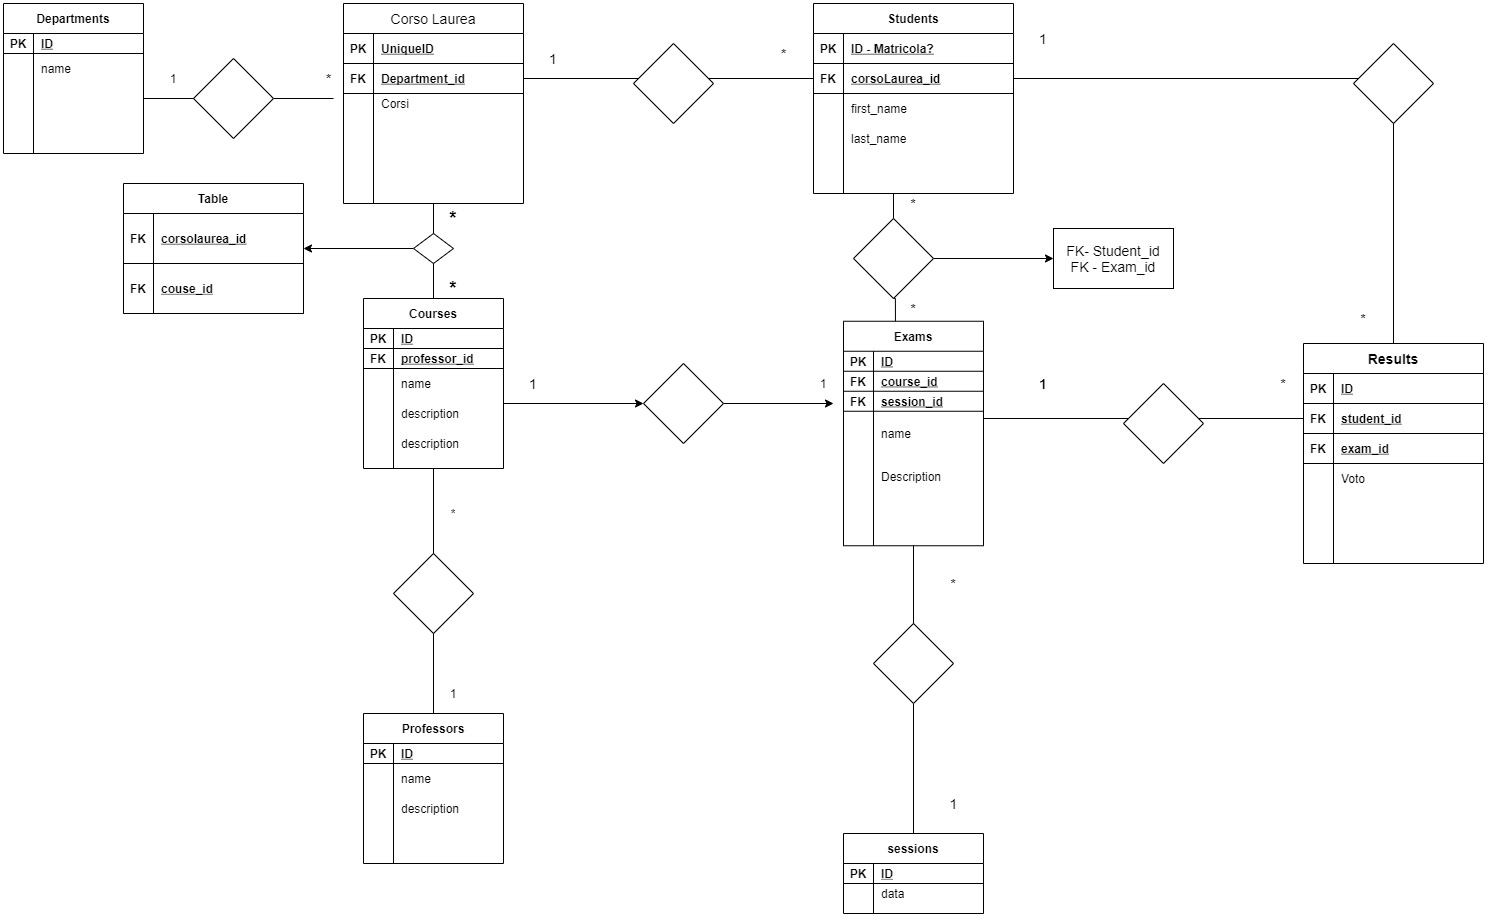 Departments
PK ID
name
1
*
Corso Laurea
PK UniqueID
FK Department_id
Corsi
1
*
Students
PK ID - Matricola?
FK corsoLaurea_id
first_name
last_name
1
*
Table
FK corsolaurea_id
FK couse_id
*
*
*
FK- Student_id
FK - Exam_id
*
Courses
PK ID
FK professor_id
name
description
description
1
1
Exams
PK ID
FK course_id
FK session_id
name
Description
1
*
Results
PK ID
FK student_id
FK exam_id
Voto
*
1
Professors
PK ID
name
description
*
1
sessions
PK ID
data